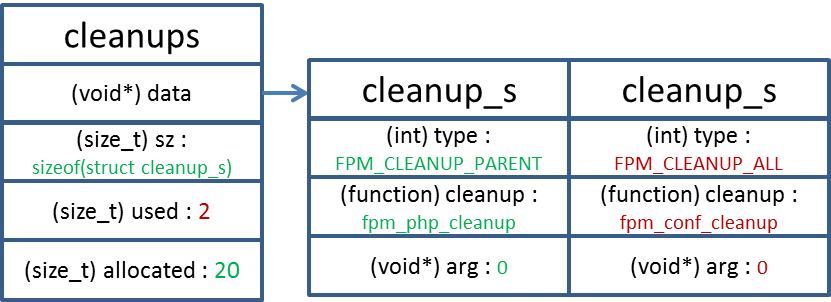 cleanups
(void*) data
(size_t) sz :
sizeof(struct cleanup_s)
(size_t) used : 2
(size_t) allocated : 20
cleanup_s
(int) type :
FPM_CLEANUP_PARENT
(function) cleanup :
fpm_php_cleanup
(void*) arg : 0
cleanup_s
(int) type :
FPM_CLEANUP_ALL
(function) cleanup :
fpm_conf_cleanup
(void*) arg : 0